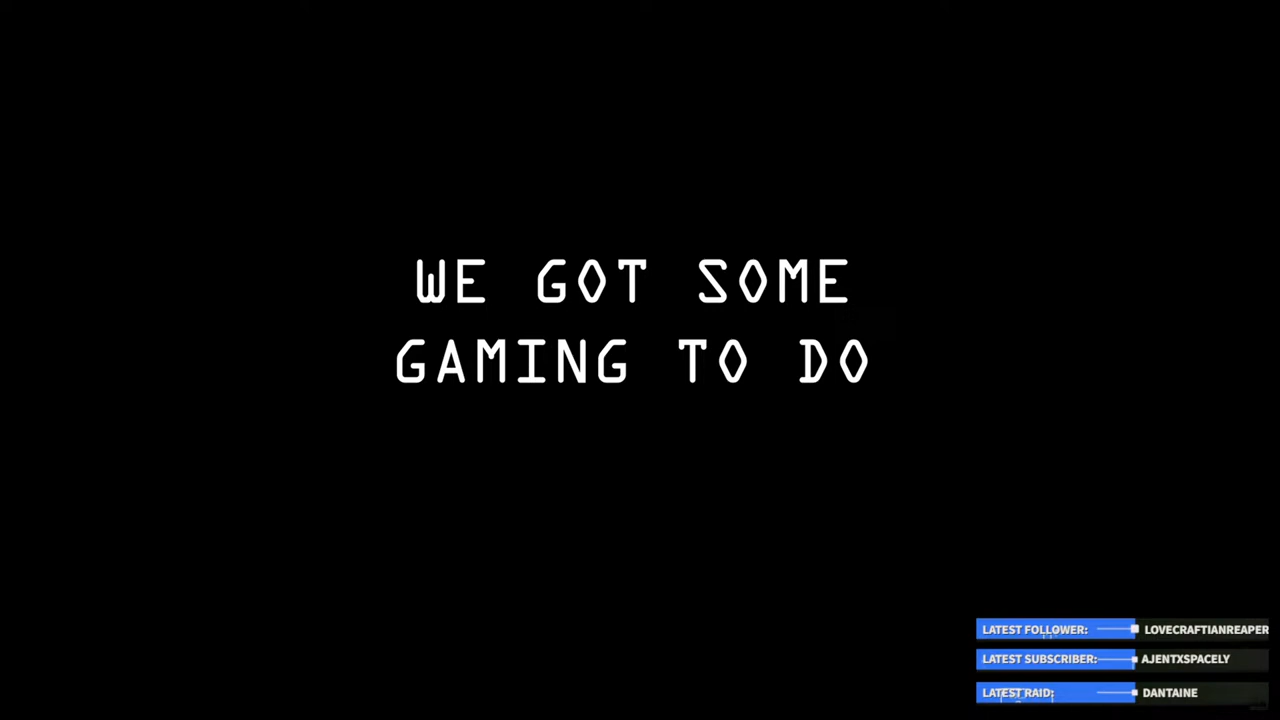 WE GOT SOME
GAMING TO DO
LATEST FOLLOWER: LOVECRAFTIANREAPER
LATEST SUBSCRIBER: AJENTXSPACELY
LATEST RAID: DANTAINE